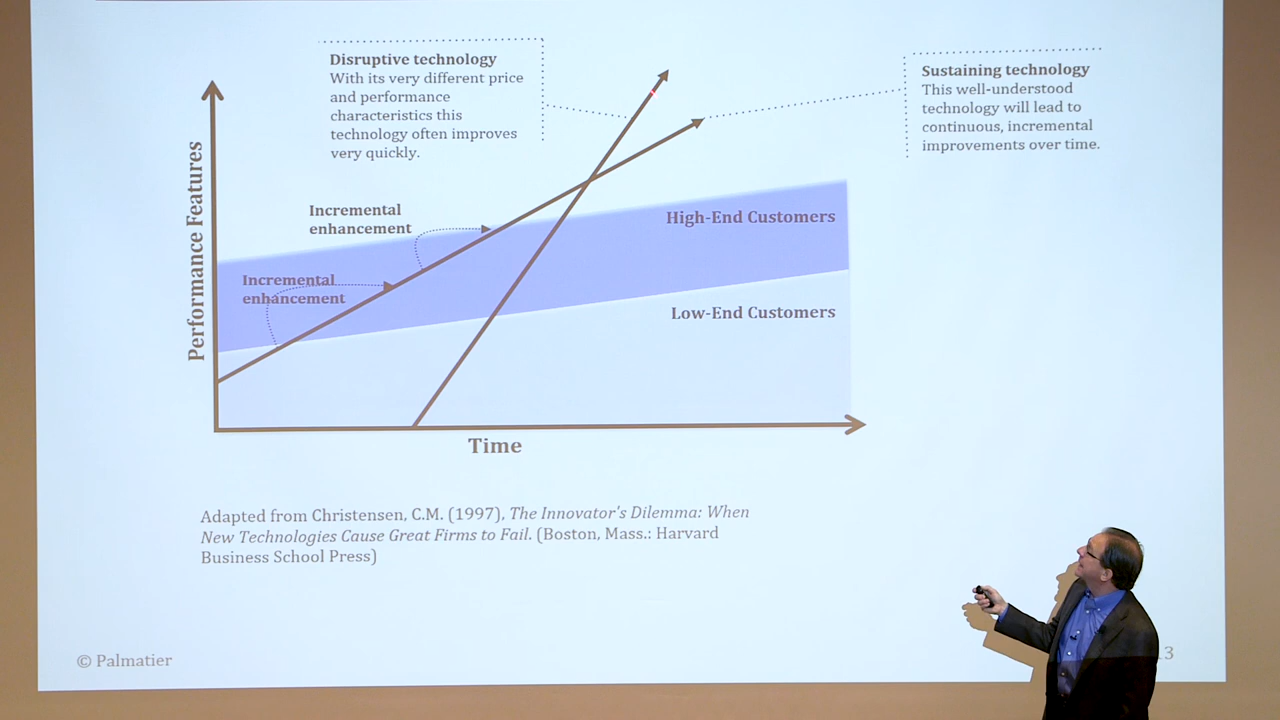 Disruptive technology
With its very different price
and performance
characteristics this
technology often improves
very quickly.
Sustaining technology
This well-understood
technology will lead to
continuous, incremental
improvements over time.
Performance Features
Incremental
enhancement
Incremental
enhancement
High-End Customers
Low-End Customers
Time
Adapted from Christensen, C.M. (1997), The Innovator's Dilemma: When
New Technologies Cause Great Firms to Fail. (Boston, Mass.: Harvard
Business School Press)
© Palmatier
13